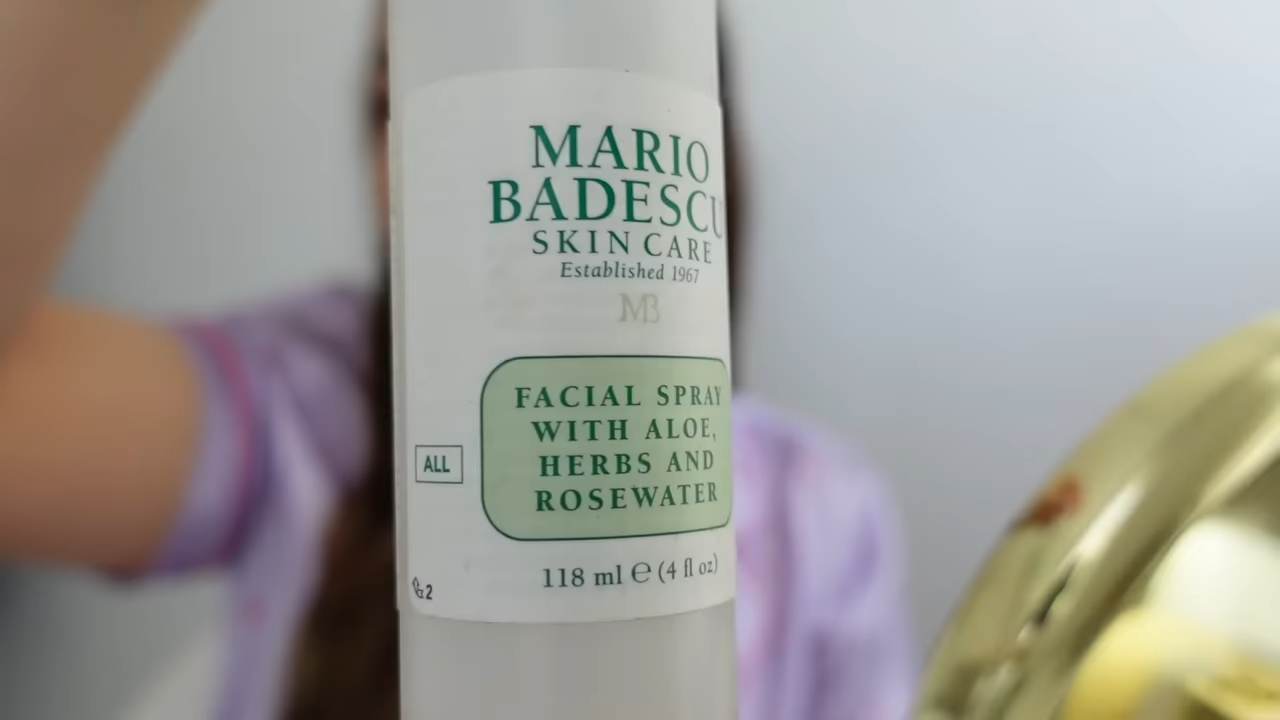 MARIO
BADESCU
SKIN CARE
Established 1967
MB
FACIAL SPRAY
WITH ALOE,
HERBS AND
ROSEWATER
ALL
118 ml ℮ (4 fl oz)
2